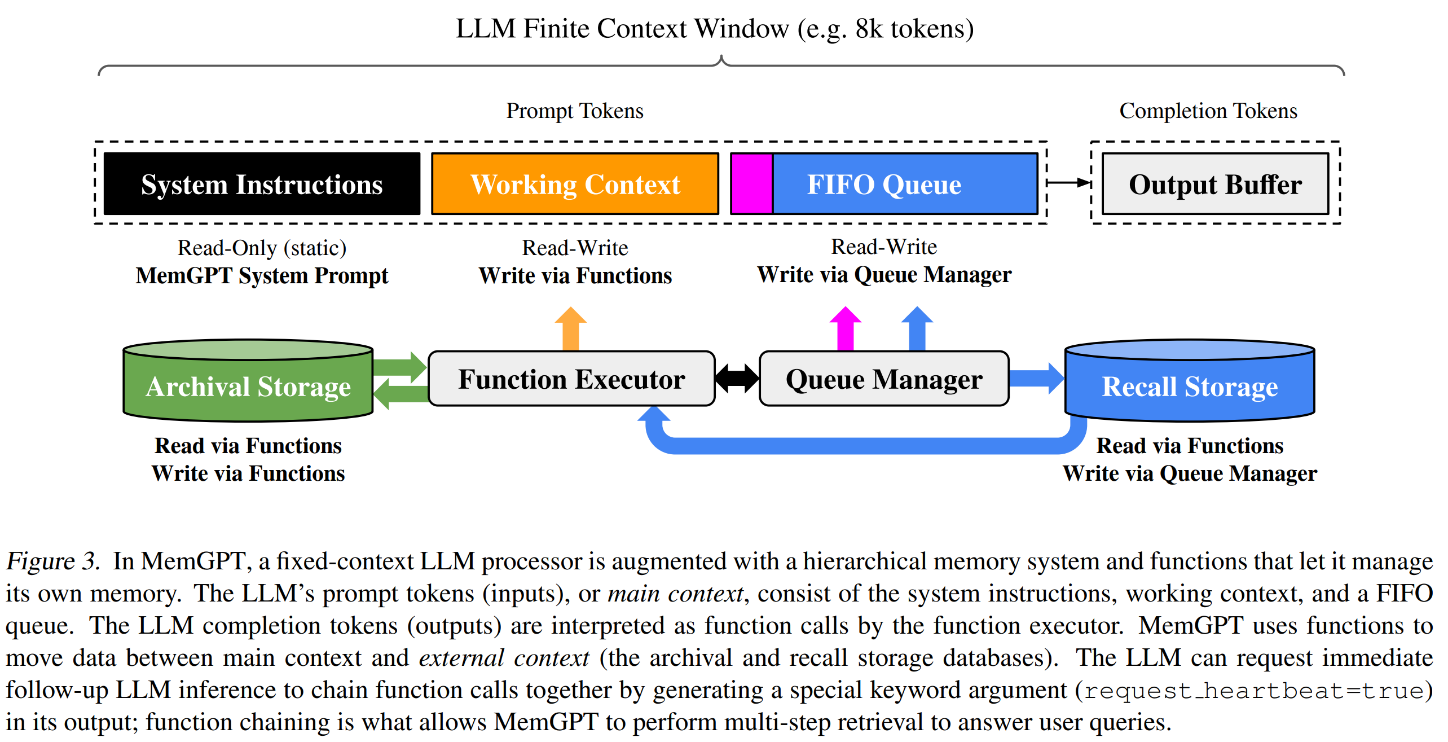 LLM Finite Context Window (e.g. 8k tokens)
Prompt Tokens
Completion Tokens
System Instructions
Working Context
FIFO Queue
Output Buffer
Read-Only (static)
MemGPT System Prompt
Read-Write
Write via Functions
Read-Write
Write via Queue Manager
Archival Storage
Function Executor
Queue Manager
Recall Storage
Read via Functions
Write via Functions
Read via Functions
Write via Queue Manager
Figure 3. In MemGPT, a fixed-context LLM processor is augmented with a hierarchical memory system and functions that let it manage
its own memory. The LLM's prompt tokens (inputs), or main context, consist of the system instructions, working context, and a FIFO
queue. The LLM completion tokens (outputs) are interpreted as function calls by the function executor. MemGPT uses functions to
move data between main context and external context (the archival and recall storage databases). The LLM can request immediate
follow-up LLM inference to chain function calls together by generating a special keyword argument (request_heartbeat=true)
in its output; function chaining is what allows MemGPT to perform multi-step retrieval to answer user queries.